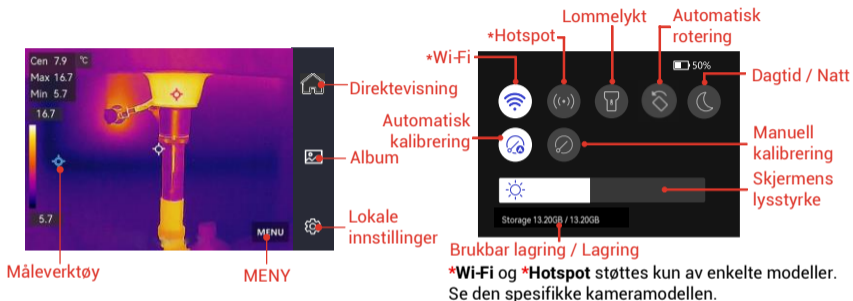 Cen 7.9 °C
Max 16.7
Min 5.7
16.7
5.7
MENU
Direktevisning
Album
Lokale
innstillinger
Måleverktøy
MENY
*Wi-Fi
*Hotspot
Lommelykt
Automatisk
rotering
50%
Dagtid / Natt
Automatisk
kalibrering
Manuell
kalibrering
Skjermens
lysstyrke
Storage 13.20GB / 13.20GB
Brukbar lagring / Lagring
*Wi-Fi og *Hotspot støttes kun av enkelte modeller.
Se den spesifikke kameramodellen.